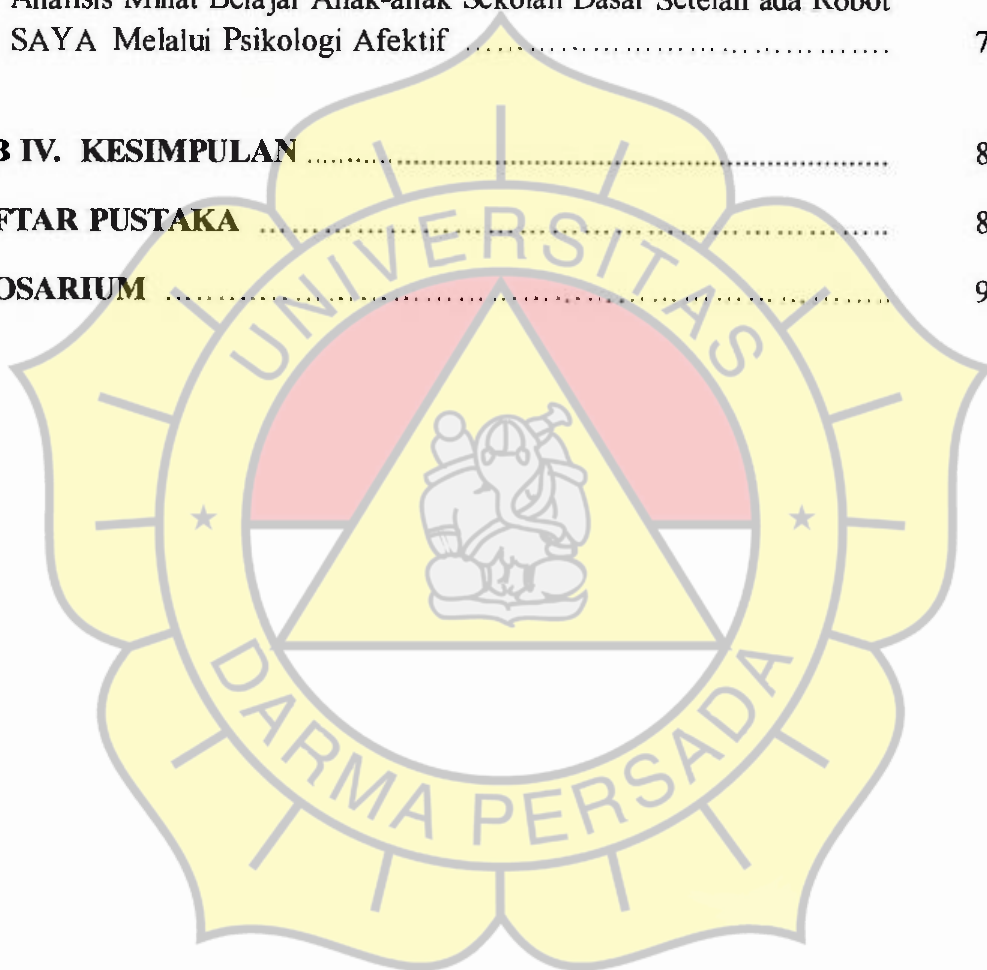 Analisis Minat Belajar Anak-anak Sekolah Dasar Setelah ada Robot
SAYA Melalui Psikologi Afektif ........................................ 7
B IV. KESIMPULAN ........................................ 8
FTAR PUSTAKA ........................................ 8
OSARIUM ........................................ 9
UNIVERSITAS
DARMA PERSADA